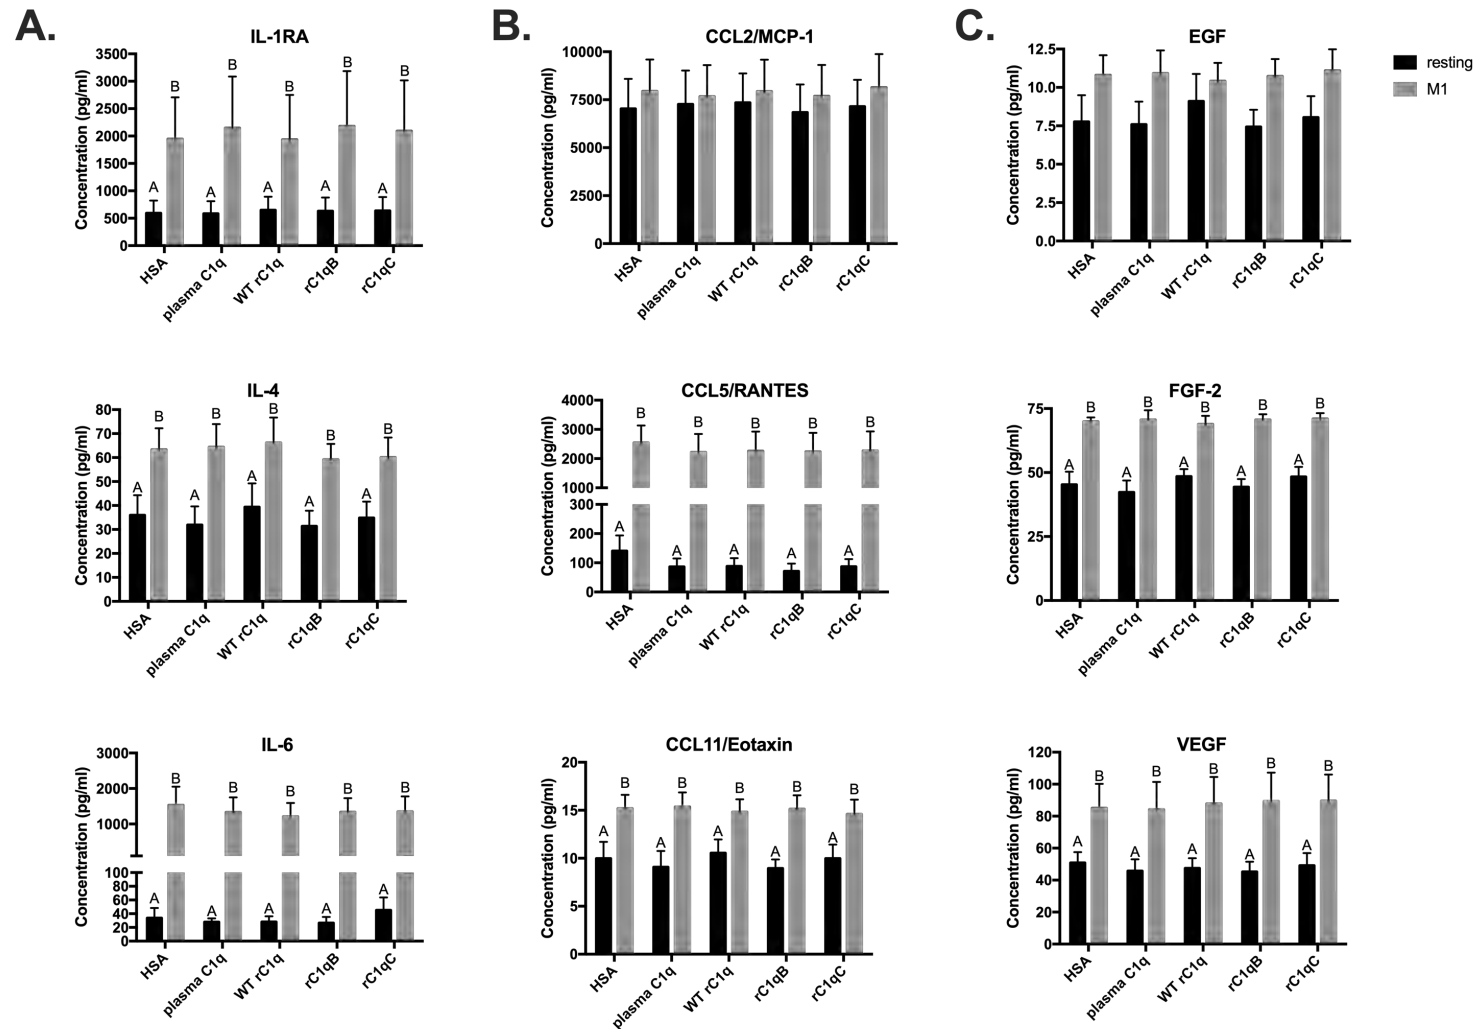 A.
B.
C.
IL-1RA
Concentration (pg/ml)
3500
3000
2500
2000
1500
1000
500
0
A B A B A B A B A B
HSA
plasma C1q
WT rC1q
rC1qB
rC1qC
CCL2/MCP-1
Concentration (pg/ml)
10000
7500
5000
2500
0
HSA
plasma C1q
WT rC1q
rC1qB
rC1qC
EGF
Concentration (pg/ml)
12.5
10.0
7.5
5.0
2.5
0.0
HSA
plasma C1q
WT rC1q
rC1qB
rC1qC
resting
M1
IL-4
Concentration (pg/ml)
80
70
60
50
40
30
20
10
0
A B A B A B A B A B
HSA
plasma C1q
WT rC1q
rC1qB
rC1qC
CCL5/RANTES
Concentration (pg/ml)
4000
3000
2000
1000
300
200
100
0
A B A B A B A B A B
HSA
plasma C1q
WT rC1q
rC1qB
rC1qC
FGF-2
Concentration (pg/ml)
75
50
25
0
A B A B A B A B A B
HSA
plasma C1q
WT rC1q
rC1qB
rC1qC
IL-6
Concentration (pg/ml)
3000
2000
1000
100
80
60
40
20
0
A B A B A B A B A B
HSA
plasma C1q
WT rC1q
rC1qB
rC1qC
CCL11/Eotaxin
Concentration (pg/ml)
20
15
10
5
0
A B A B A B A B A B
HSA
plasma C1q
WT rC1q
rC1qB
rC1qC
VEGF
Concentration (pg/ml)
120
100
80
60
40
20
0
A B A B A B A B A B
HSA
plasma C1q
WT rC1q
rC1qB
rC1qC